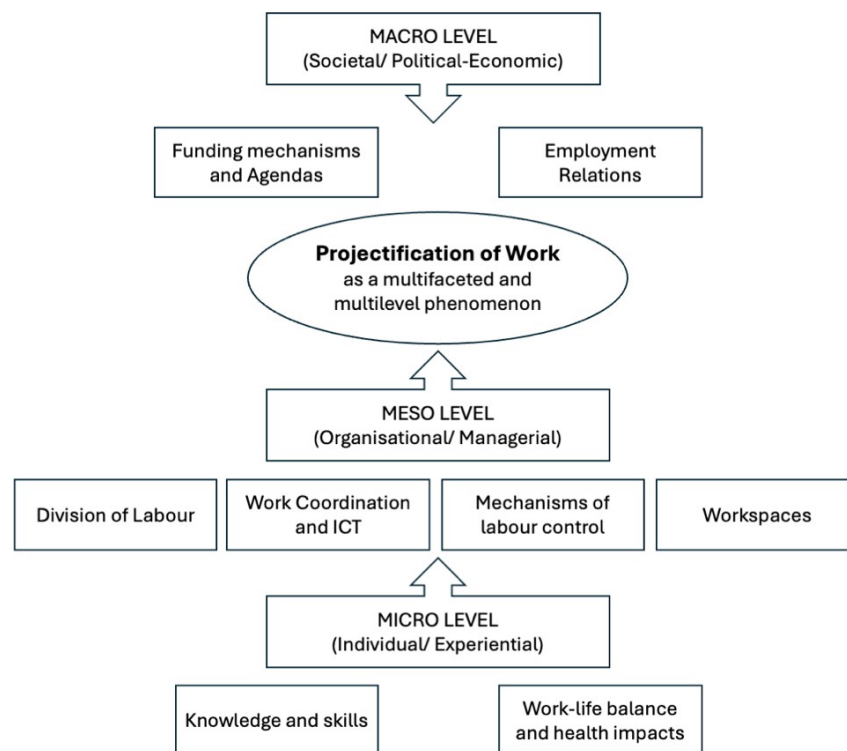 MACRO LEVEL
(Societal/ Political-Economic)
Funding mechanisms
and Agendas
Employment
Relations
Projectification of Work
as a multifaceted and
multilevel phenomenon
MESO LEVEL
(Organisational/ Managerial)
Division of Labour
Work Coordination
and ICT
Mechanisms of
labour control
Workspaces
MICRO LEVEL
(Individual/ Experiential)
Knowledge and skills
Work-life balance
and health impacts